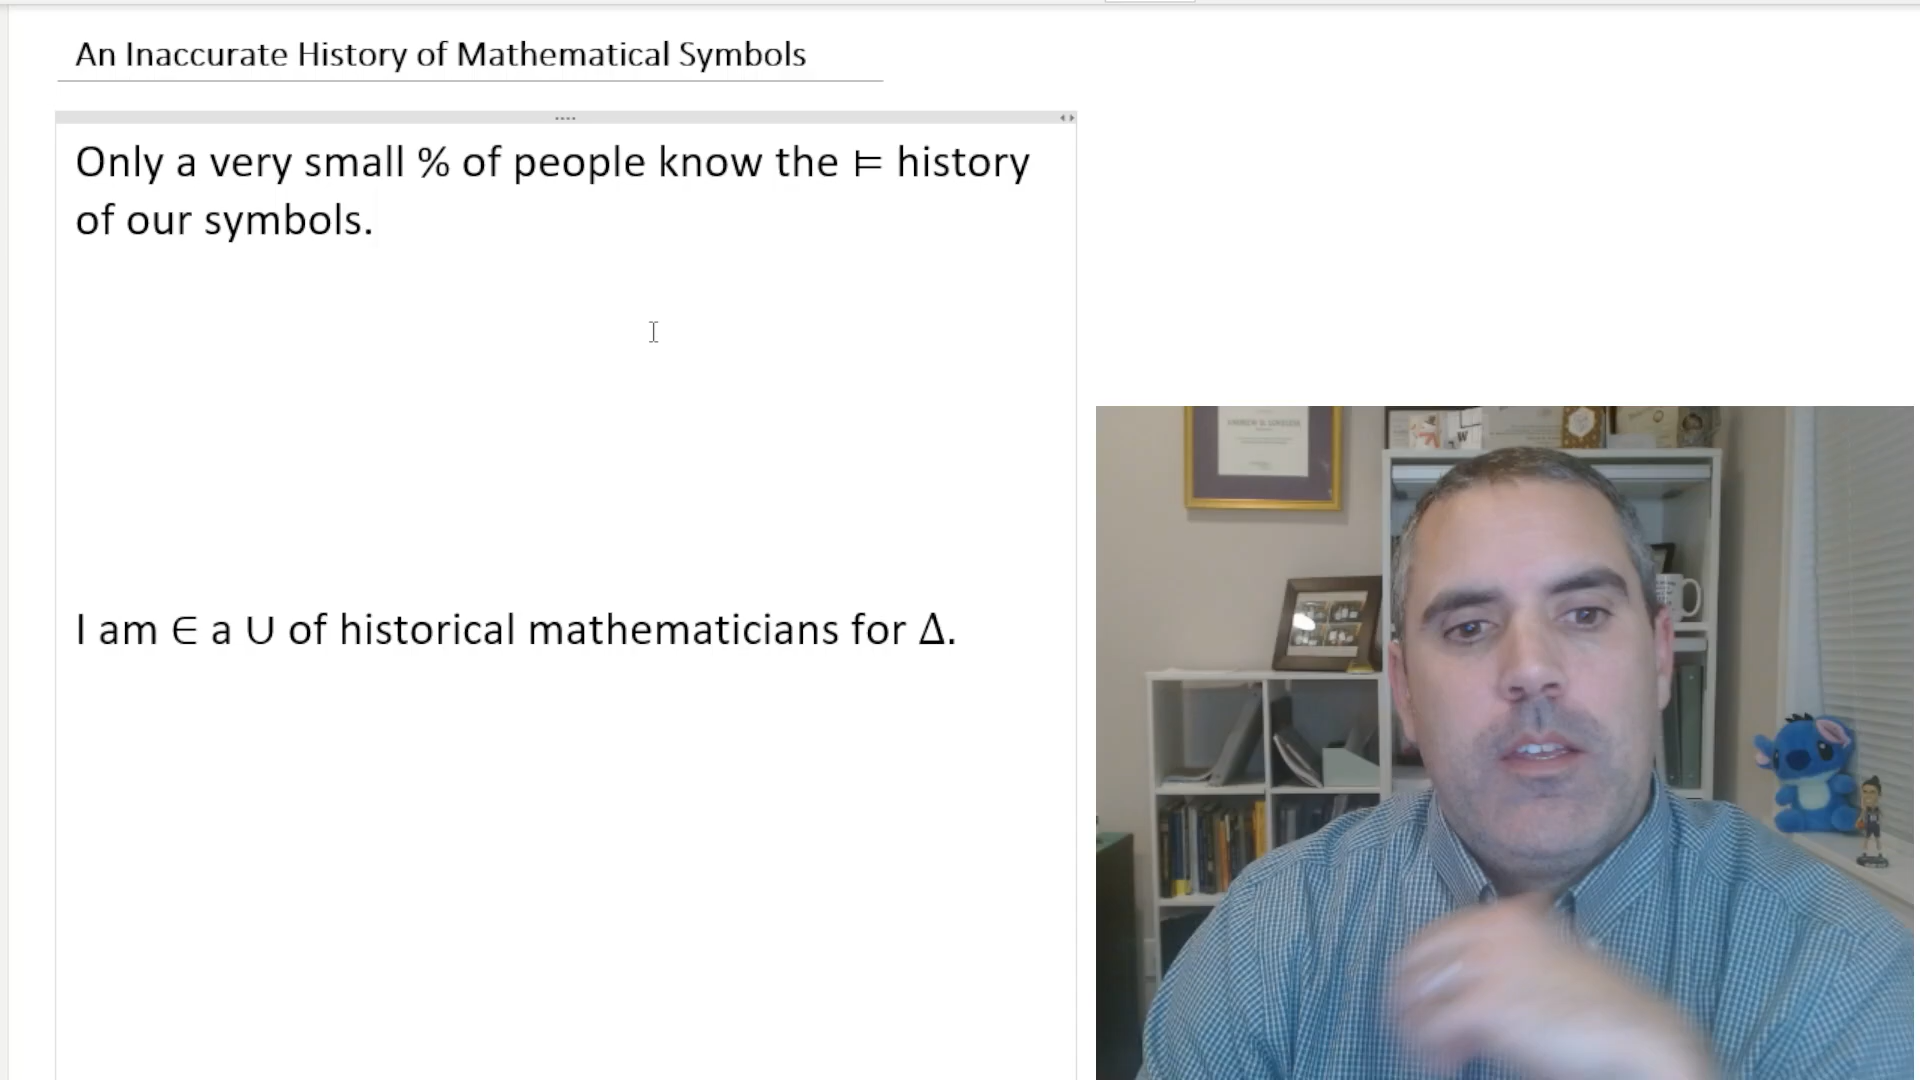 An Inaccurate History of Mathematical Symbols
Only a very small % of people know the ⊨ history
of our symbols.
I am ∈ a ∪ of historical mathematicians for Δ.
W